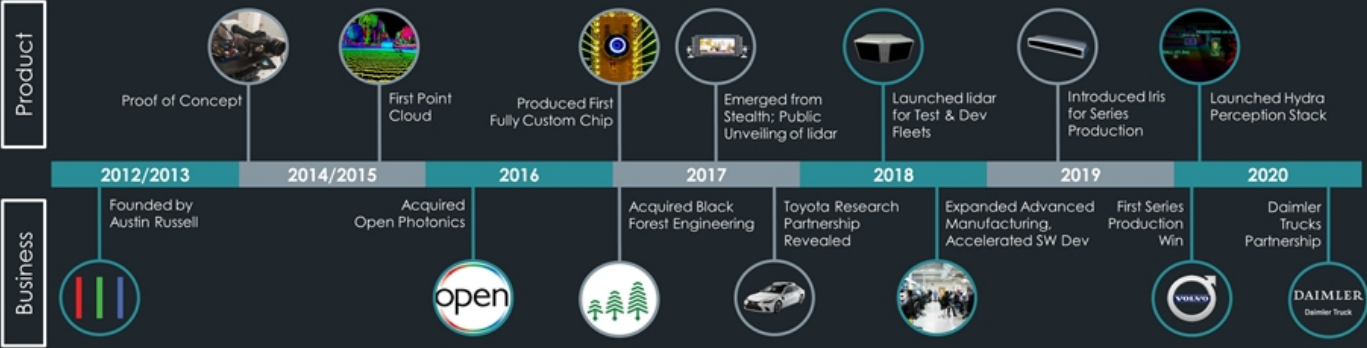 Product
Proof of Concept
First Point
Cloud
Produced First
Fully Custom Chip
Emerged from
Stealth; Public
Unveiling of lidar
Launched lidar
for Test & Dev
Fleets
Introduced Iris
for Series
Production
Launched Hydra
Perception Stack
2012/2013
2014/2015
2016
2017
2018
2019
2020
Business
Founded by
Austin Russell
Acquired
Open Photonics
Acquired Black
Forest Engineering
Toyota Research
Partnership
Revealed
Expanded Advanced
Manufacturing,
Accelerated SW Dev
First Series
Production
Win
Daimler
Trucks
Partnership
open
VOLVO
DAIMLER
Daimler Truck